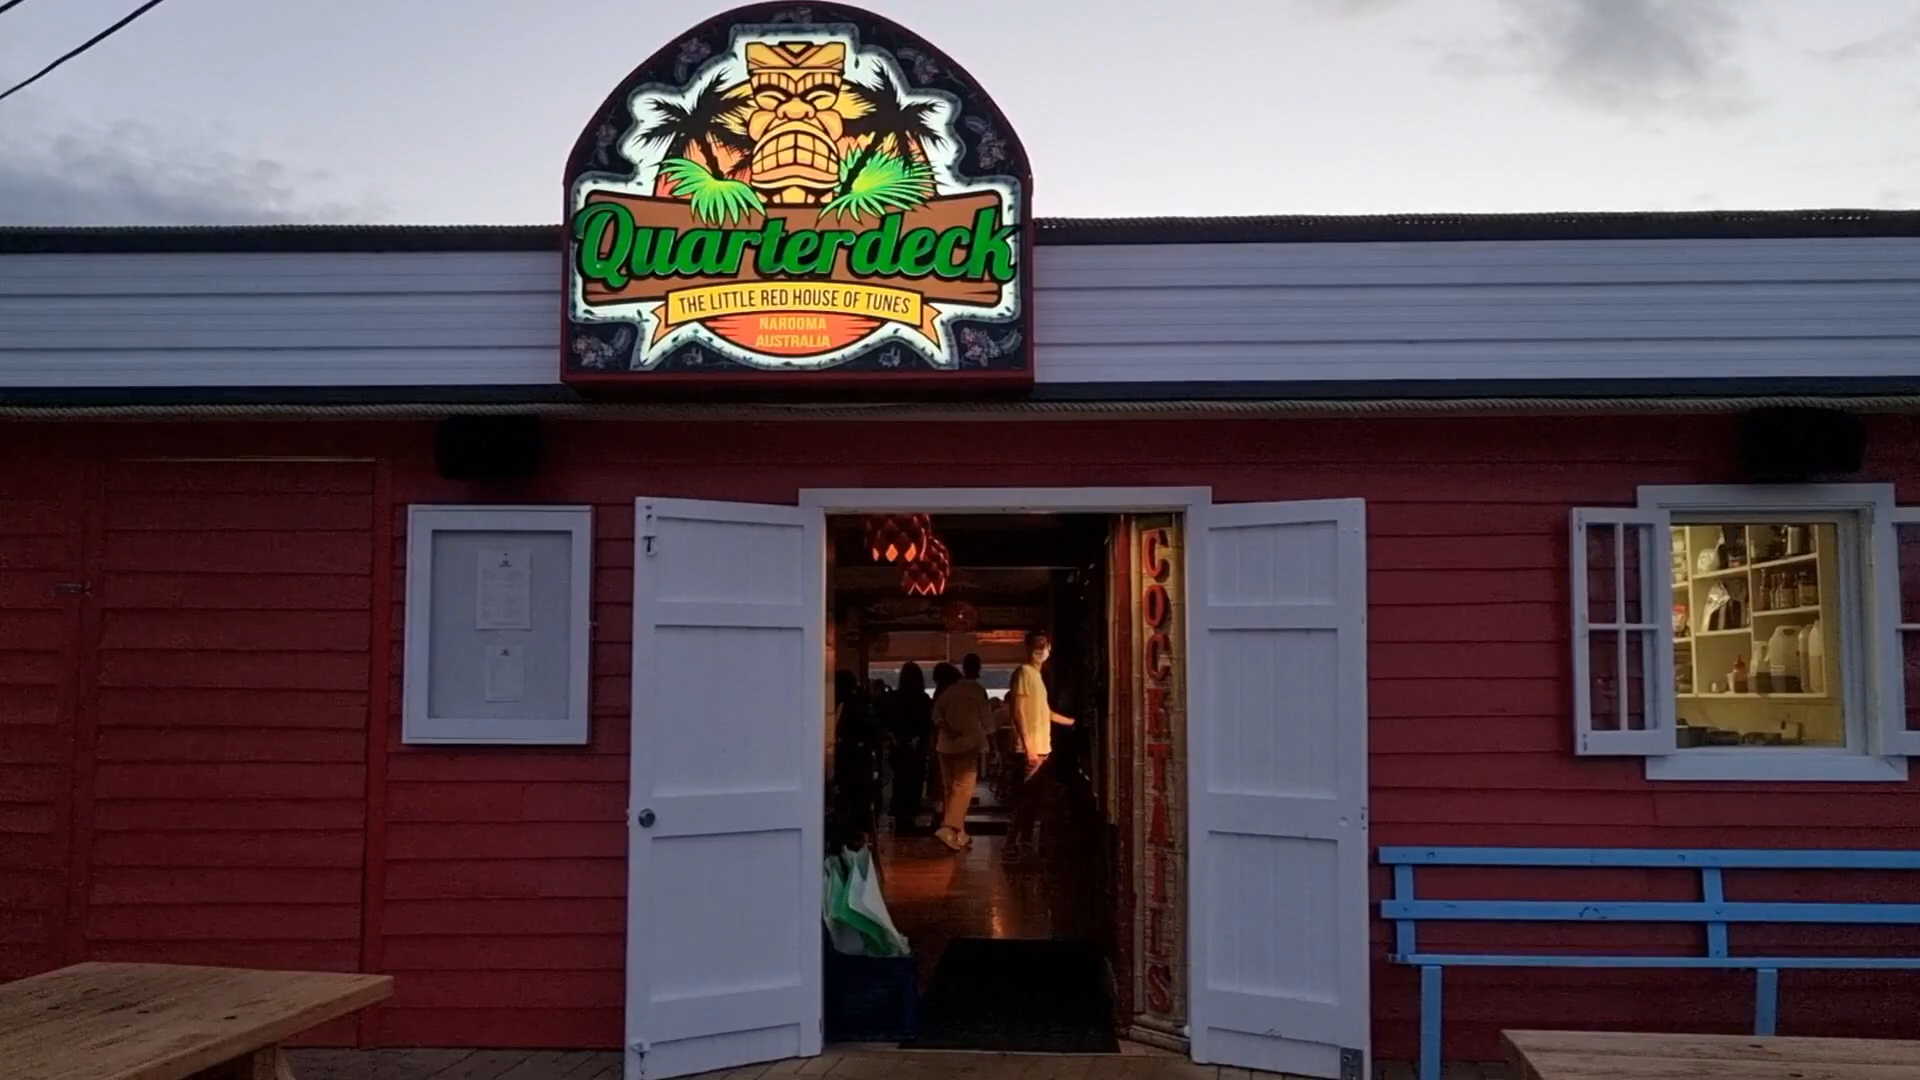 Quarterdeck
THE LITTLE RED HOUSE OF TUNES
NAROOMA
AUSTRALIA
COCKTAILS